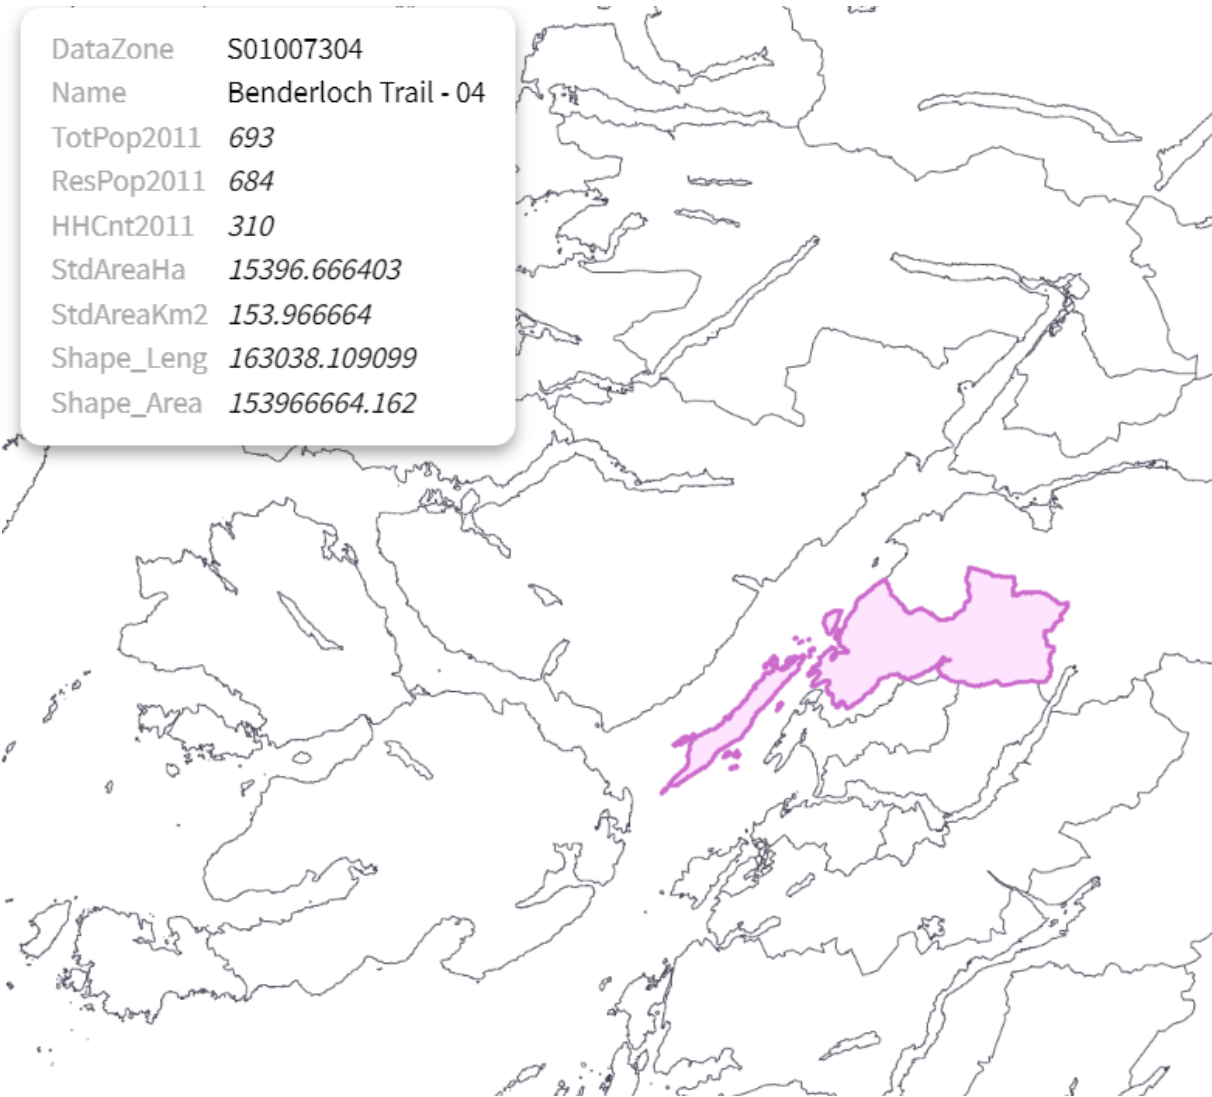 DataZone S01007304
Name Benderloch Trail - 04
TotPop2011 693
ResPop2011 684
HHCnt2011 310
StdAreaHa 15396.666403
StdAreaKm2 153.966664
Shape_Leng 163038.109099
Shape_Area 153966664.162